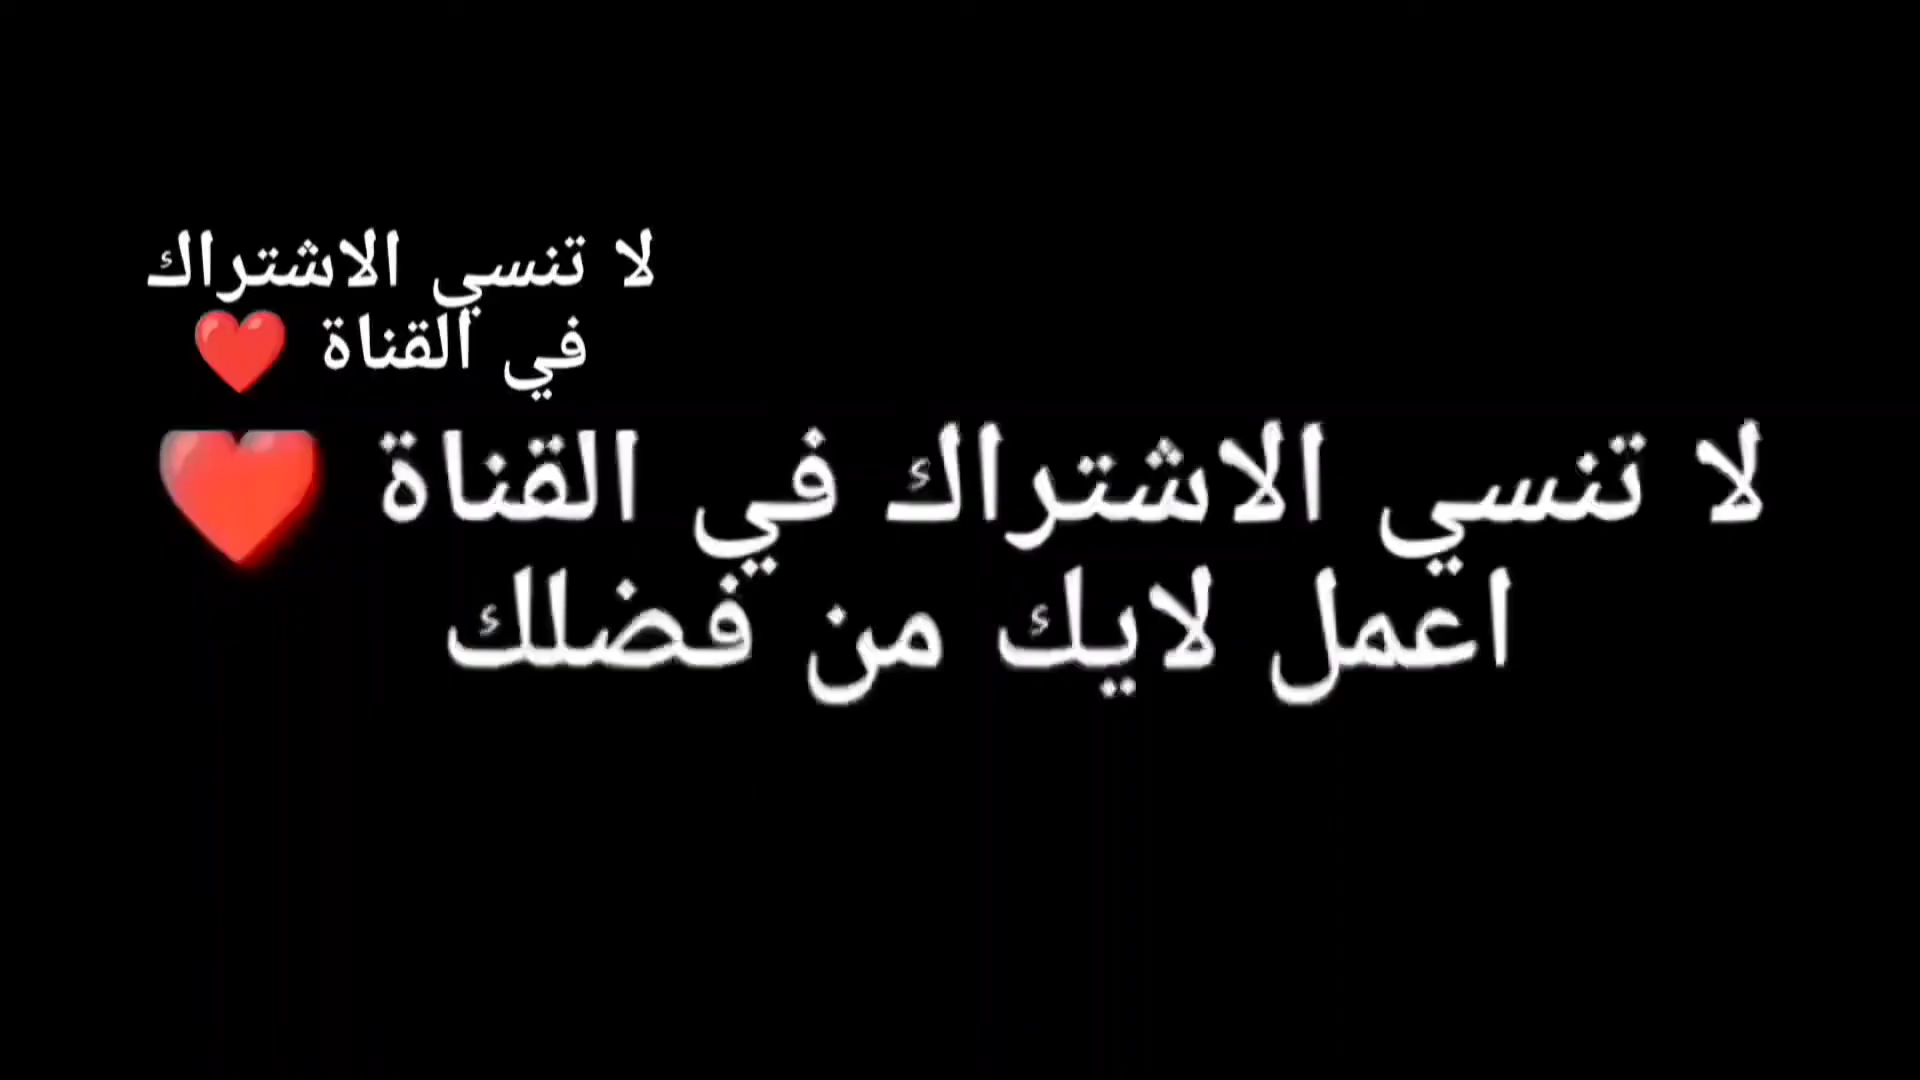 لا تنسي الاشتراك
في القناة ❤️
لا تنسي الاشتراك في القناة ❤️
اعمل لايك من فضلك